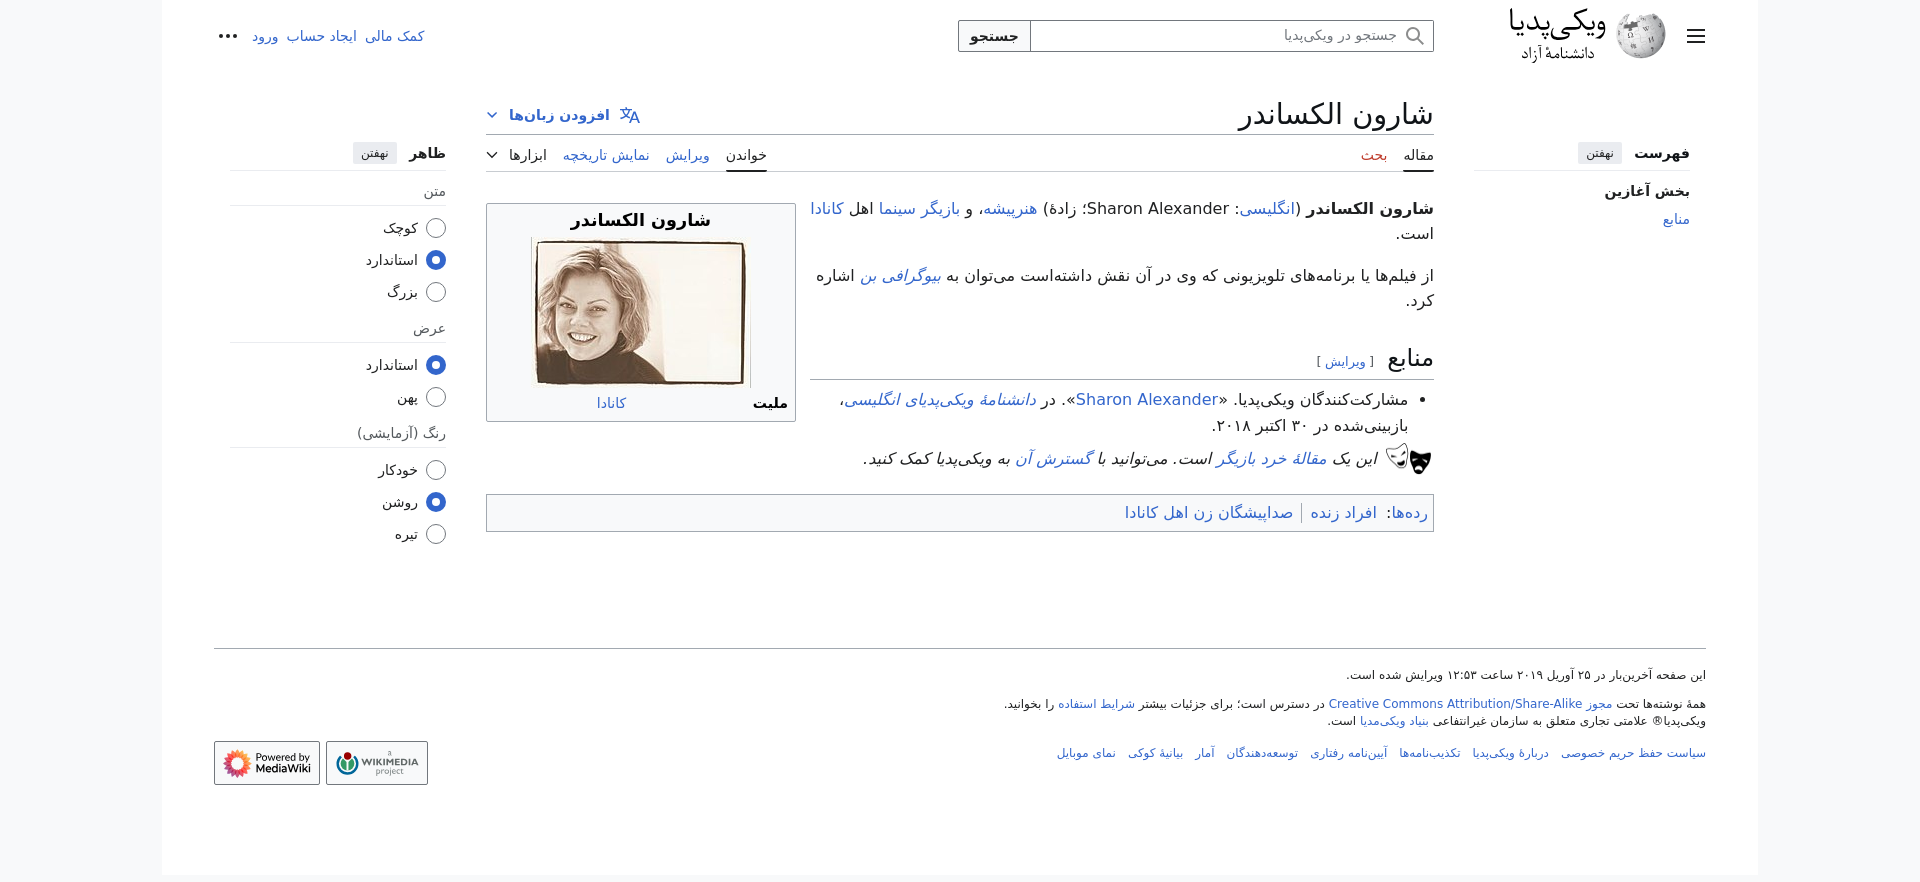 ویکی‌پدیا
دانشنامهٔ آزاد
جستجو در ویکی‌پدیا
جستجو
کمک مالی
ایجاد حساب
ورود
فهرست
نهفتن
بخش آغازین
منابع
شارون الکساندر
افزودن زبان‌ها
مقاله
بحث
خواندن
ویرایش
نمایش تاریخچه
ابزارها
شارون الکساندر (انگلیسی: Sharon Alexander؛ زادهٔ) هنرپیشه، و بازیگر سینما اهل کانادا
است.
از فیلم‌ها یا برنامه‌های تلویزیونی که وی در آن نقش داشته‌است می‌توان به بیوگرافی بن اشاره
کرد.
شارون الکساندر
ملیت کانادا
منابع [ ویرایش ]
• مشارکت‌کنندگان ویکی‌پدیا. «Sharon Alexander». در دانشنامهٔ ویکی‌پدیای انگلیسی،
بازبینی‌شده در ۳۰ اکتبر ۲۰۱۸.
این یک مقالهٔ خرد بازیگر است. می‌توانید با گسترش آن به ویکی‌پدیا کمک کنید.
رده‌ها: افراد زنده | صداپیشگان زن اهل کانادا
ظاهر
نهفتن
متن
کوچک
استاندارد
بزرگ
عرض
استاندارد
پهن
رنگ (آزمایشی)
خودکار
روشن
تیره
این صفحه آخرین‌بار در ۲۵ آوریل ۲۰۱۹ ساعت ۱۲:۵۳ ویرایش شده است.
همهٔ نوشته‌ها تحت مجوز Creative Commons Attribution/Share-Alike در دسترس است؛ برای جزئیات بیشتر شرایط استفاده را بخوانید.
ویکی‌پدیا® علامتی تجاری متعلق به سازمان غیرانتفاعی بنیاد ویکی‌مدیا است.
سیاست حفظ حریم خصوصی
دربارهٔ ویکی‌پدیا
تکذیب‌نامه‌ها
آیین‌نامه رفتاری
توسعه‌دهندگان
آمار
بیانیهٔ کوکی
نمای موبایل
a
WIKIMEDIA
project
Powered by
MediaWiki